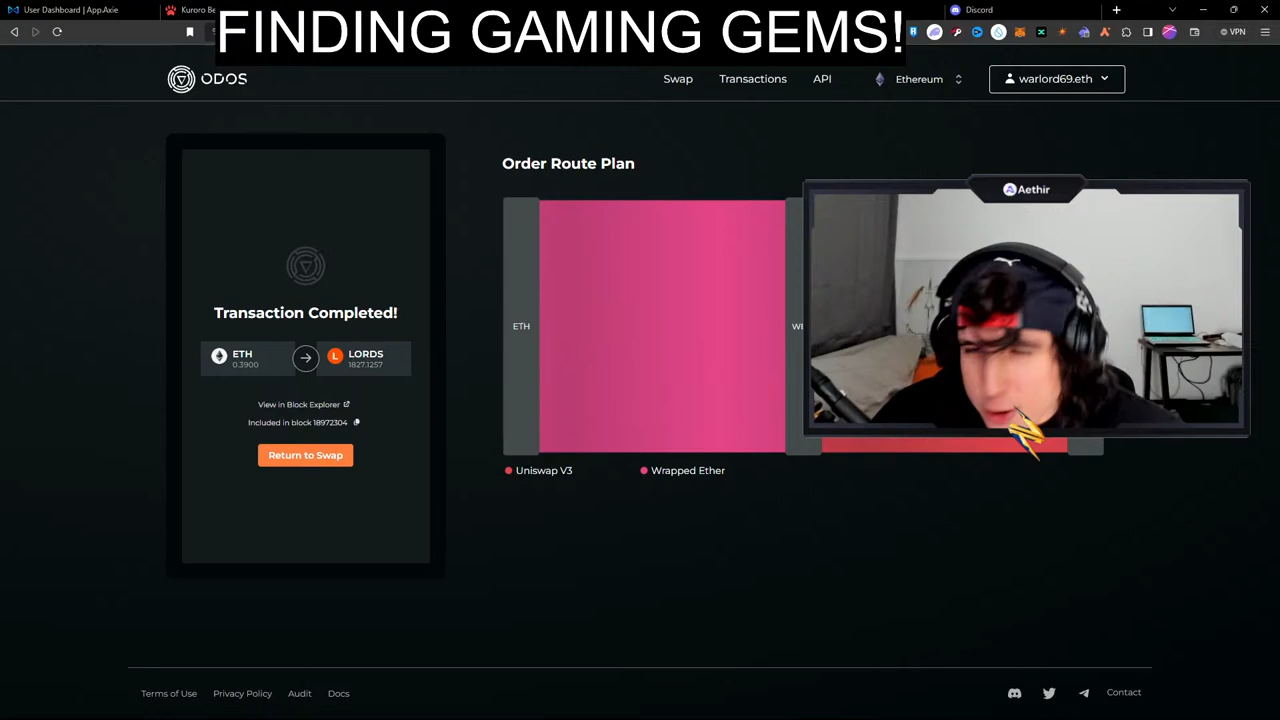 User Dashboard | App.Axie
Kuroro Be
Discord
FINDING GAMING GEMS!
VPN
ODOS
Swap
Transactions
API
Ethereum
warlord69.eth
Order Route Plan
Aethir
ETH
Transaction Completed!
ETH
0.3900
LORDS
1827.1257
View in Block Explorer
Included in block 18972304
Return to Swap
Uniswap V3
Wrapped Ether
Terms of Use
Privacy Policy
Audit
Docs
Contact